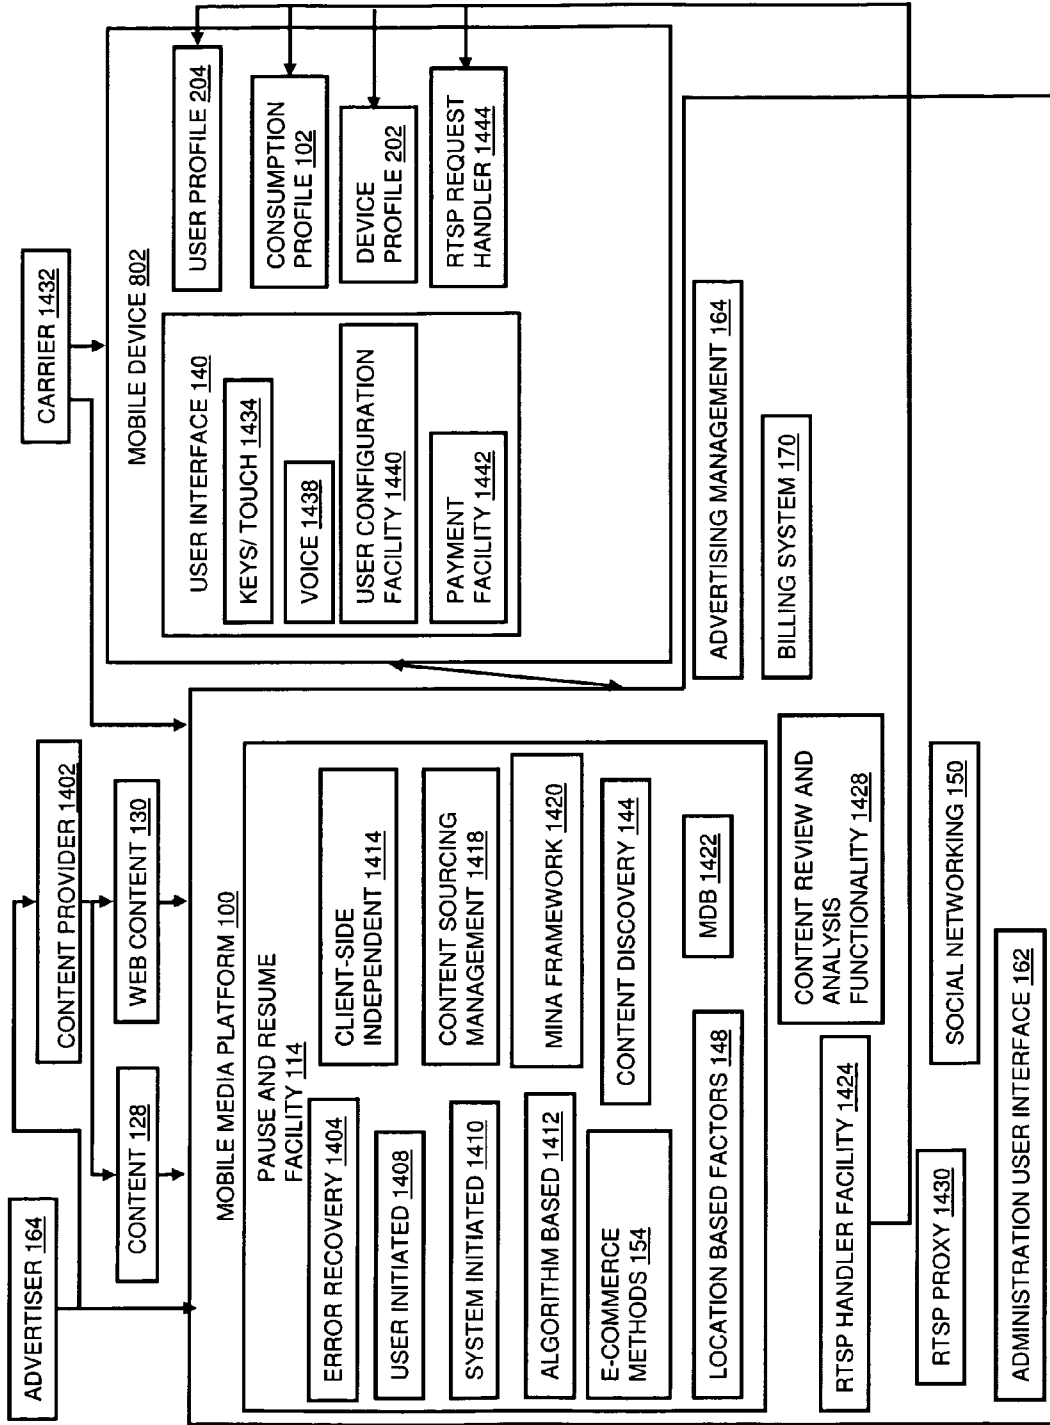 ADVERTISER 164
CONTENT PROVIDER 1402
CARRIER 1432
CONTENT 128
WEB CONTENT 130
MOBILE MEDIA PLATFORM 100
PAUSE AND RESUME
FACILITY 114
ERROR RECOVERY 1404
USER INITIATED 1408
SYSTEM INITIATED 1410
ALGORITHM BASED 1412
E-COMMERCE
METHODS 154
LOCATION BASED FACTORS 148
CLIENT-SIDE
INDEPENDENT 1414
CONTENT SOURCING
MANAGEMENT 1418
MINA FRAMEWORK 1420
CONTENT DISCOVERY 144
MDB 1422
RTSP HANDLER FACILITY 1424
CONTENT REVIEW AND
ANALYSIS
FUNCTIONALITY 1428
RTSP PROXY 1430
SOCIAL NETWORKING 150
ADMINISTRATION USER INTERFACE 162
ADVERTISING MANAGEMENT 164
BILLING SYSTEM 170
MOBILE DEVICE 802
USER INTERFACE 140
KEYS/ TOUCH 1434
VOICE 1438
USER CONFIGURATION
FACILITY 1440
PAYMENT
FACILITY 1442
USER PROFILE 204
CONSUMPTION
PROFILE 102
DEVICE
PROFILE 202
RTSP REQUEST
HANDLER 1444